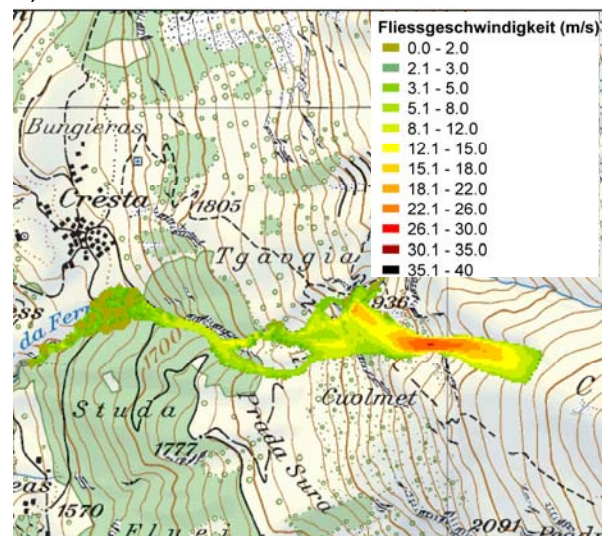 Fliessgeschwindigkeit (m/s)
0.0 - 2.0
2.1 - 3.0
3.1 - 5.0
5.1 - 8.0
8.1 - 12.0
12.1 - 15.0
15.1 - 18.0
18.1 - 22.0
22.1 - 26.0
26.1 - 30.0
30.1 - 35.0
35.1 - 40
Bungieras
Cresta
1805
Tgavgia
936
ess
da Ferr
1700
C
Studa
Cuolmet
Prada Sura
1777
eas
1570
2091